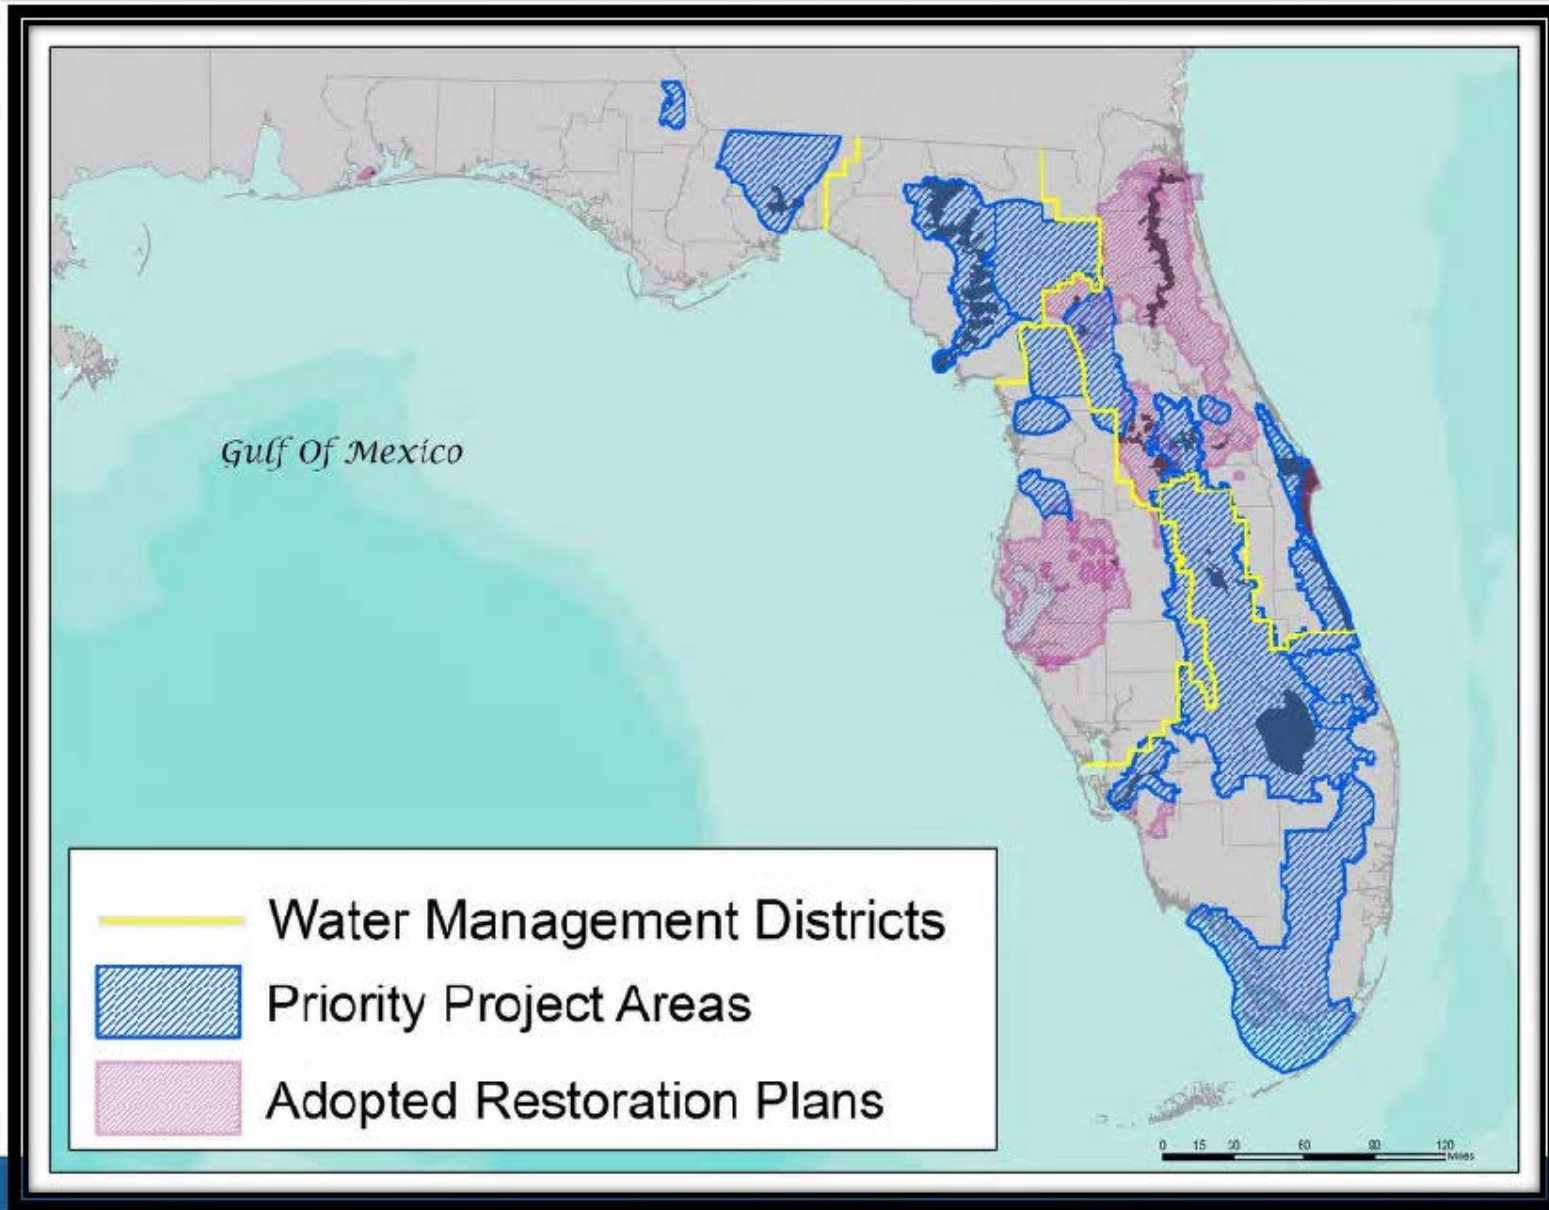 Gulf Of Mexico
Water Management Districts
Priority Project Areas
Adopted Restoration Plans
0 15 30 60 90 120
Miles